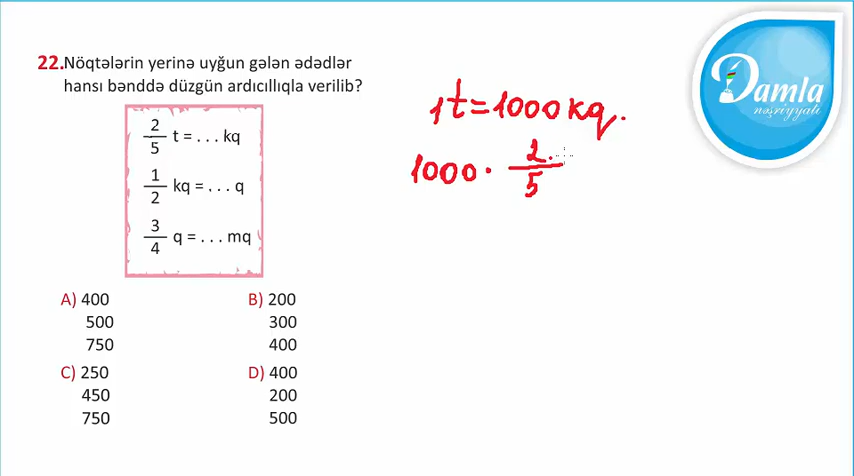 22. Nöqtələrin yerinə uyğun gələn ədədlər
hansı bənddə düzgün ardıcıllıqla verilib?
2/5 t = . . . kq
1/2 kq = . . . q
3/4 q = . . . mq
A) 400
500
750
B) 200
300
400
C) 250
450
750
D) 400
200
500
1t = 1000 kq.
1000 · 2/5
Damla
nəşriyyatı